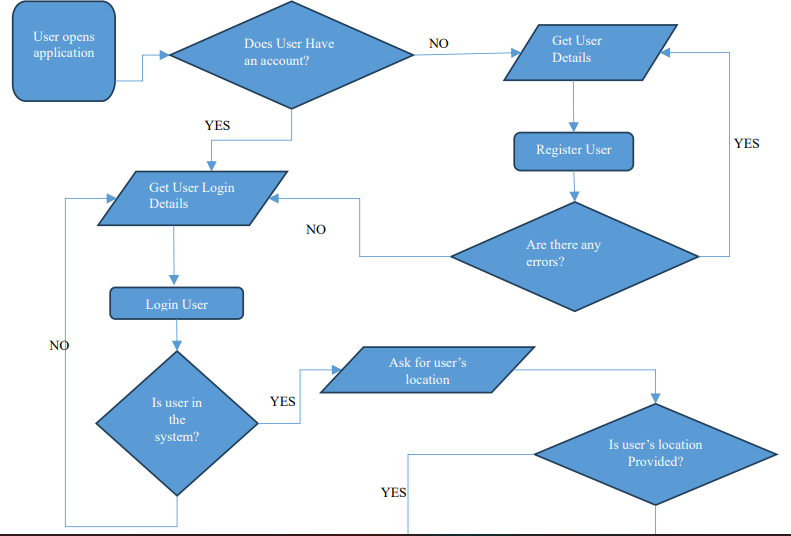 User opens
application
Does User Have
an account?
NO
Get User
Details
YES
Register User
YES
Get User Login
Details
NO
Are there any
errors?
Login User
NO
Ask for user’s
location
Is user in
the
system?
YES
Is user’s location
Provided?
YES